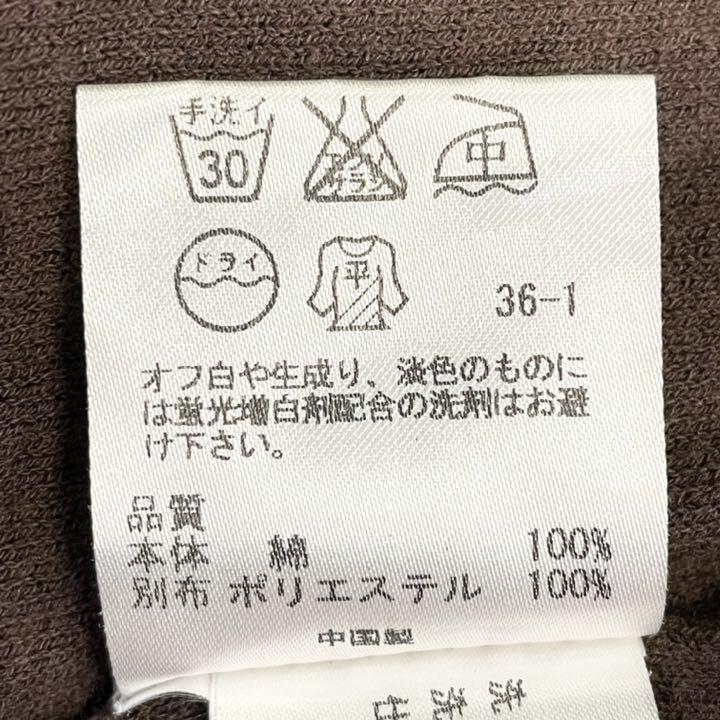 手洗イ
30
エンソ
サラシ
中
ドライ
平
36-1
オフ白や生成り、淡色のものに
は蛍光増白剤配合の洗剤はお避
け下さい。
品質
本体 綿 100%
別布 ポリエステル 100%
中国製